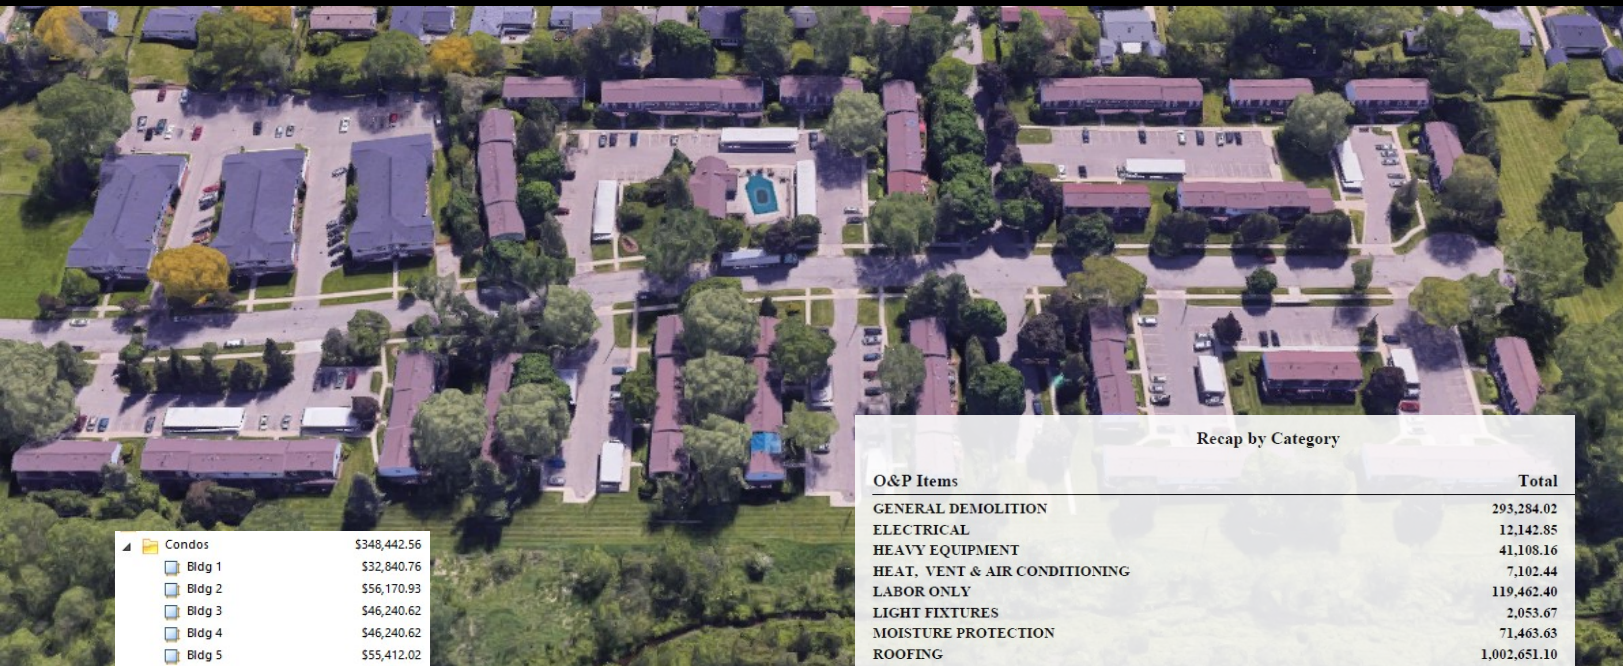 Condos $348,442.56
Bldg 1 $32,840.76
Bldg 2 $56,170.93
Bldg 3 $46,240.62
Bldg 4 $46,240.62
Bldg 5 $55,412.02
Recap by Category
O&P Items Total
GENERAL DEMOLITION 293,284.02
ELECTRICAL 12,142.85
HEAVY EQUIPMENT 41,108.16
HEAT, VENT & AIR CONDITIONING 7,102.44
LABOR ONLY 119,462.40
LIGHT FIXTURES 2,053.67
MOISTURE PROTECTION 71,463.63
ROOFING 1,002,651.10